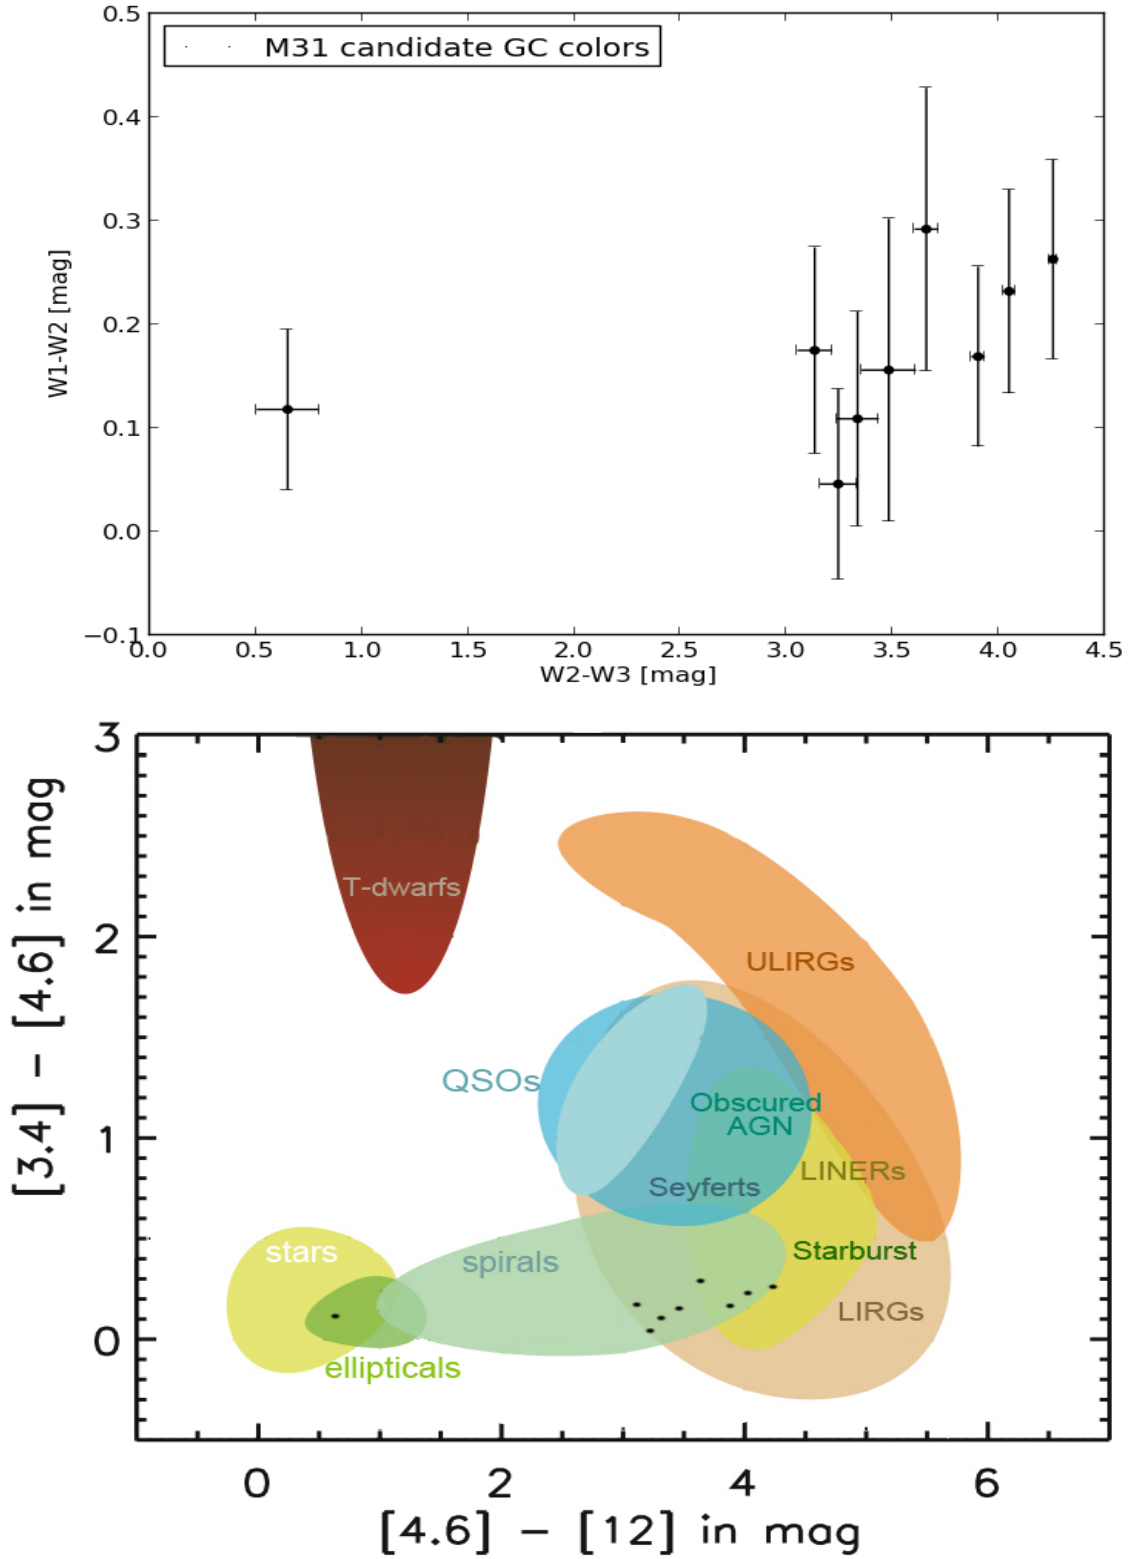 0.5
M31 candidate GC colors
0.4
0.3
0.2
0.1
0.0
−0.1
W1-W2 [mag]
0.0 0.5 1.0 1.5 2.0 2.5 3.0 3.5 4.0 4.5
W2-W3 [mag]
3
2
1
0
[3.4] − [4.6] in mag
T-dwarfs
ULIRGs
QSOs
Obscured
AGN
LINERs
Seyferts
stars
spirals
Starburst
LIRGs
ellipticals
0 2 4 6
[4.6] − [12] in mag